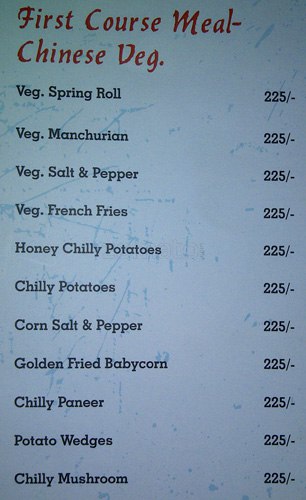 First Course Meal-
Chinese Veg.
Veg. Spring Roll 225/-
Veg. Manchurian 225/-
Veg. Salt & Pepper 225/-
Veg. French Fries 225/-
Honey Chilly Potatoes 225/-
Chilly Potatoes 225/-
Corn Salt & Pepper 225/-
Golden Fried Babycorn 225/-
Chilly Paneer 225/-
Potato Wedges 225/-
Chilly Mushroom 225/-